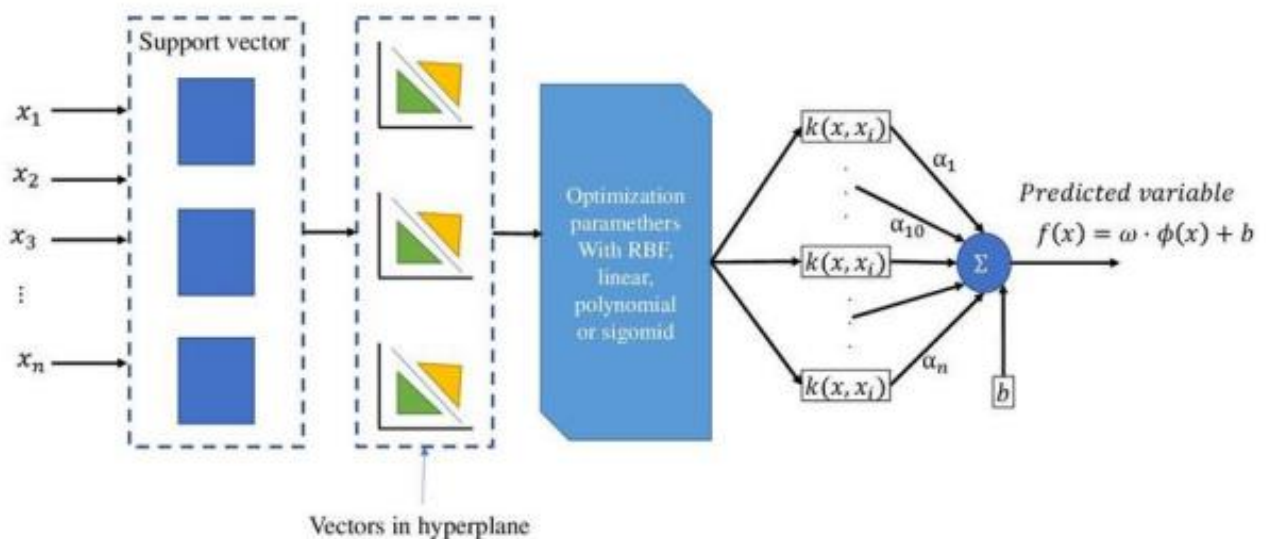 Support vector
x₁
x₂
x₃
⋮
xₙ
Vectors in hyperplane
Optimization
paramethers
With RBF,
linear,
polynomial
or sigomid
k(x, xᵢ)
k(x, xᵢ)
k(x, xᵢ)
α₁
α₁₀
αₙ
Σ
b
Predicted variable
f(x) = ω · ϕ(x) + b